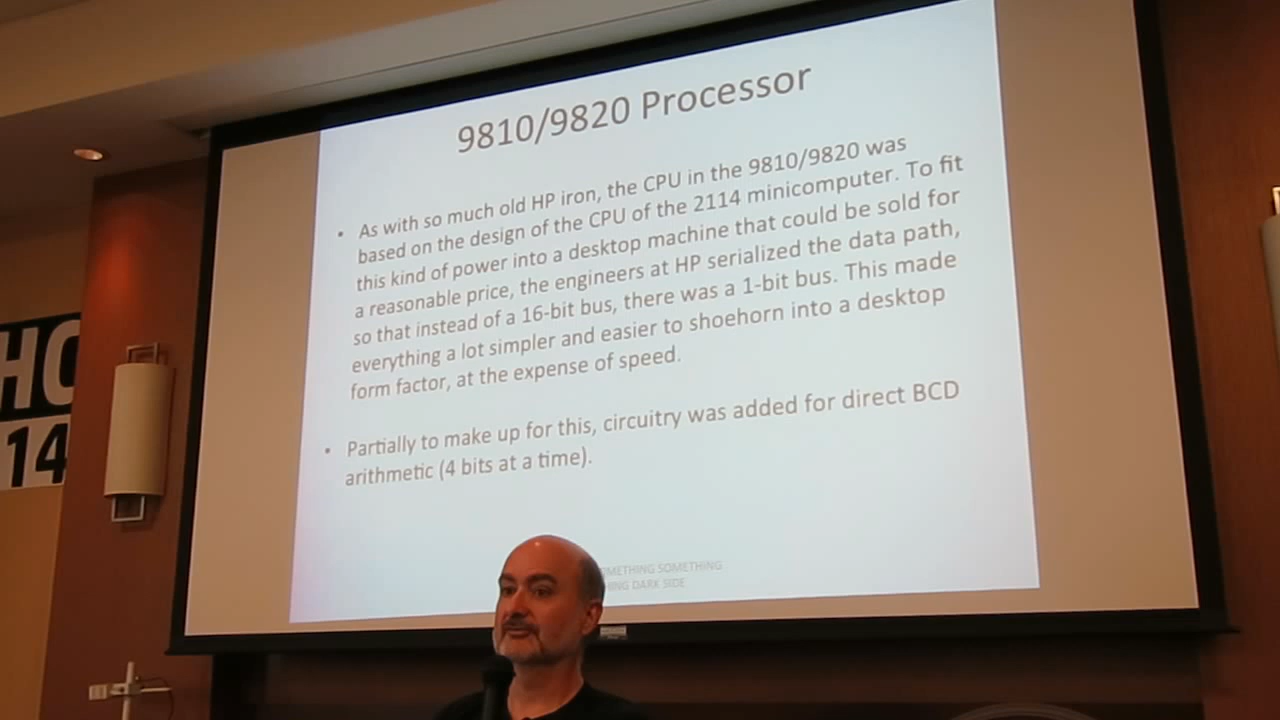 9810/9820 Processor
• As with so much old HP iron, the CPU in the 9810/9820 was
based on the design of the CPU of the 2114 minicomputer. To fit
this kind of power into a desktop machine that could be sold for
a reasonable price, the engineers at HP serialized the data path,
so that instead of a 16-bit bus, there was a 1-bit bus. This made
everything a lot simpler and easier to shoehorn into a desktop
form factor, at the expense of speed.
• Partially to make up for this, circuitry was added for direct BCD
arithmetic (4 bits at a time).
SOMETHING
DARK SIDE
HO
14